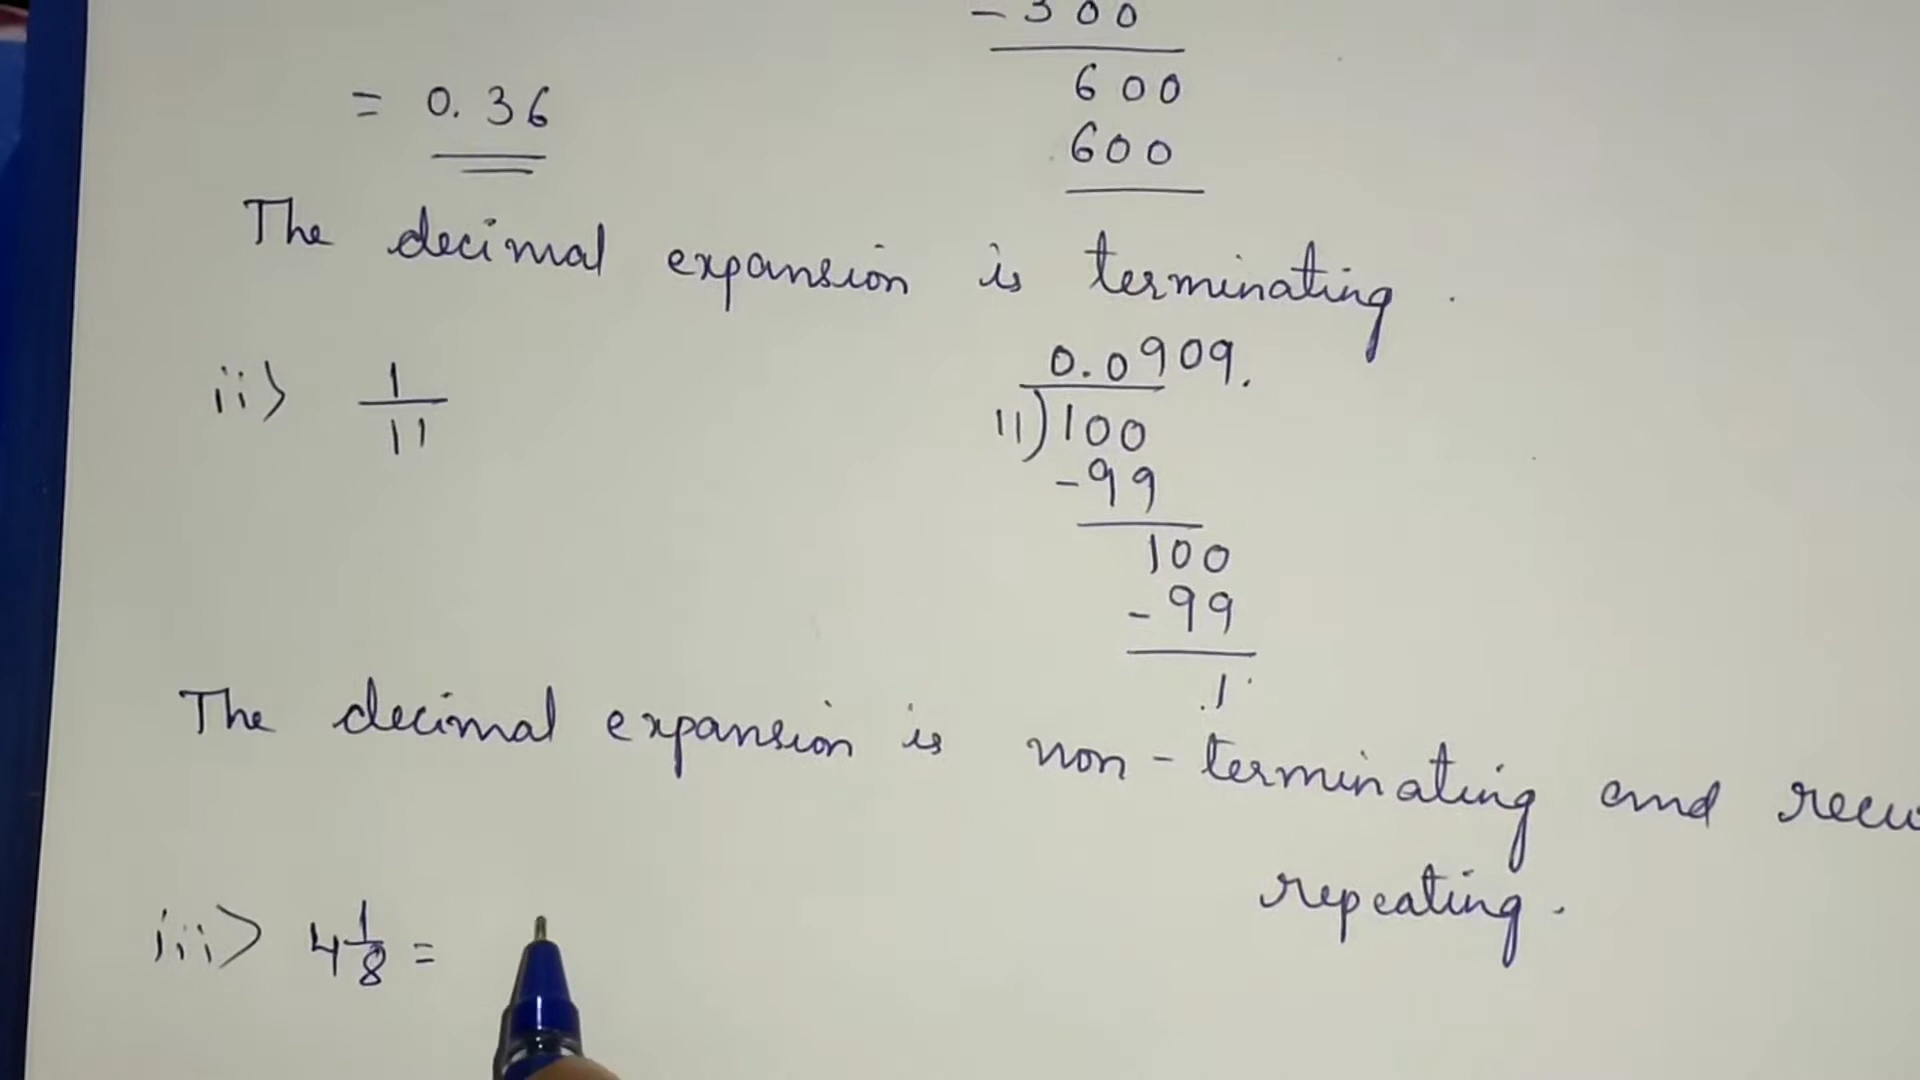 - 300
600
= 0.36
600
The decimal expansion is terminating.
ii> 1/11
0.0909.
11)100
-99
100
-99
1
The decimal expansion is non-terminating and
repeating.
iii> 4 1/8 =